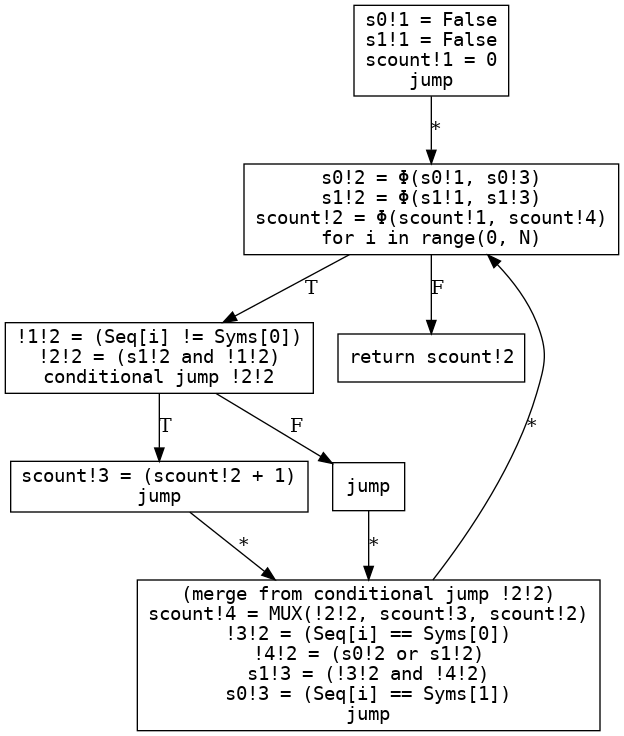 s0!1 = False
s1!1 = False
scount!1 = 0
jump
*
s0!2 = Φ(s0!1, s0!3)
s1!2 = Φ(s1!1, s1!3)
scount!2 = Φ(scount!1, scount!4)
for i in range(0, N)
T
F
!1!2 = (Seq[i] != Syms[0])
!2!2 = (s1!2 and !1!2)
conditional jump !2!2
return scount!2
T
F
*
scount!3 = (scount!2 + 1)
jump
jump
*
*
(merge from conditional jump !2!2)
scount!4 = MUX(!2!2, scount!3, scount!2)
!3!2 = (Seq[i] == Syms[0])
!4!2 = (s0!2 or s1!2)
s1!3 = (!3!2 and !4!2)
s0!3 = (Seq[i] == Syms[1])
jump